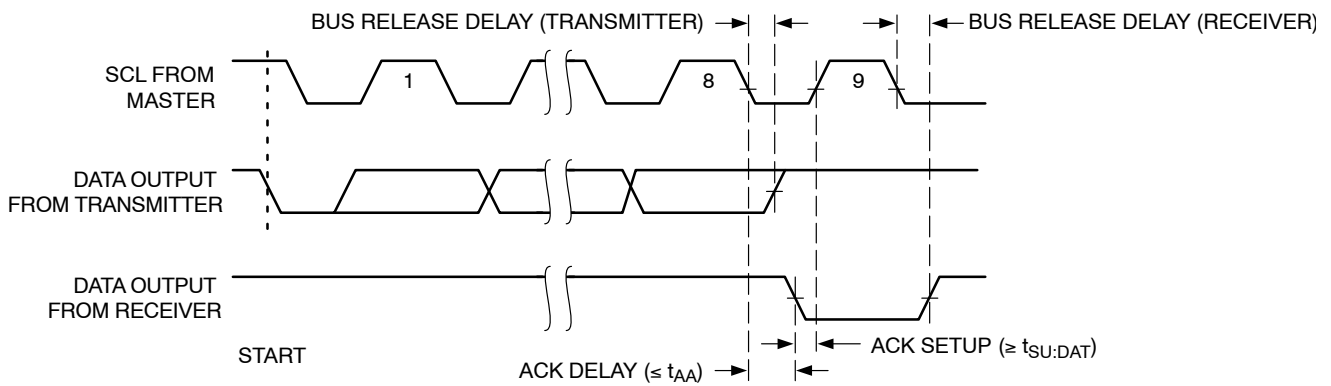 BUS RELEASE DELAY (TRANSMITTER)
BUS RELEASE DELAY (RECEIVER)
SCL FROM
MASTER
1
8
9
DATA OUTPUT
FROM TRANSMITTER
DATA OUTPUT
FROM RECEIVER
START
ACK SETUP (≥ tSU:DAT)
ACK DELAY (≤ tAA)